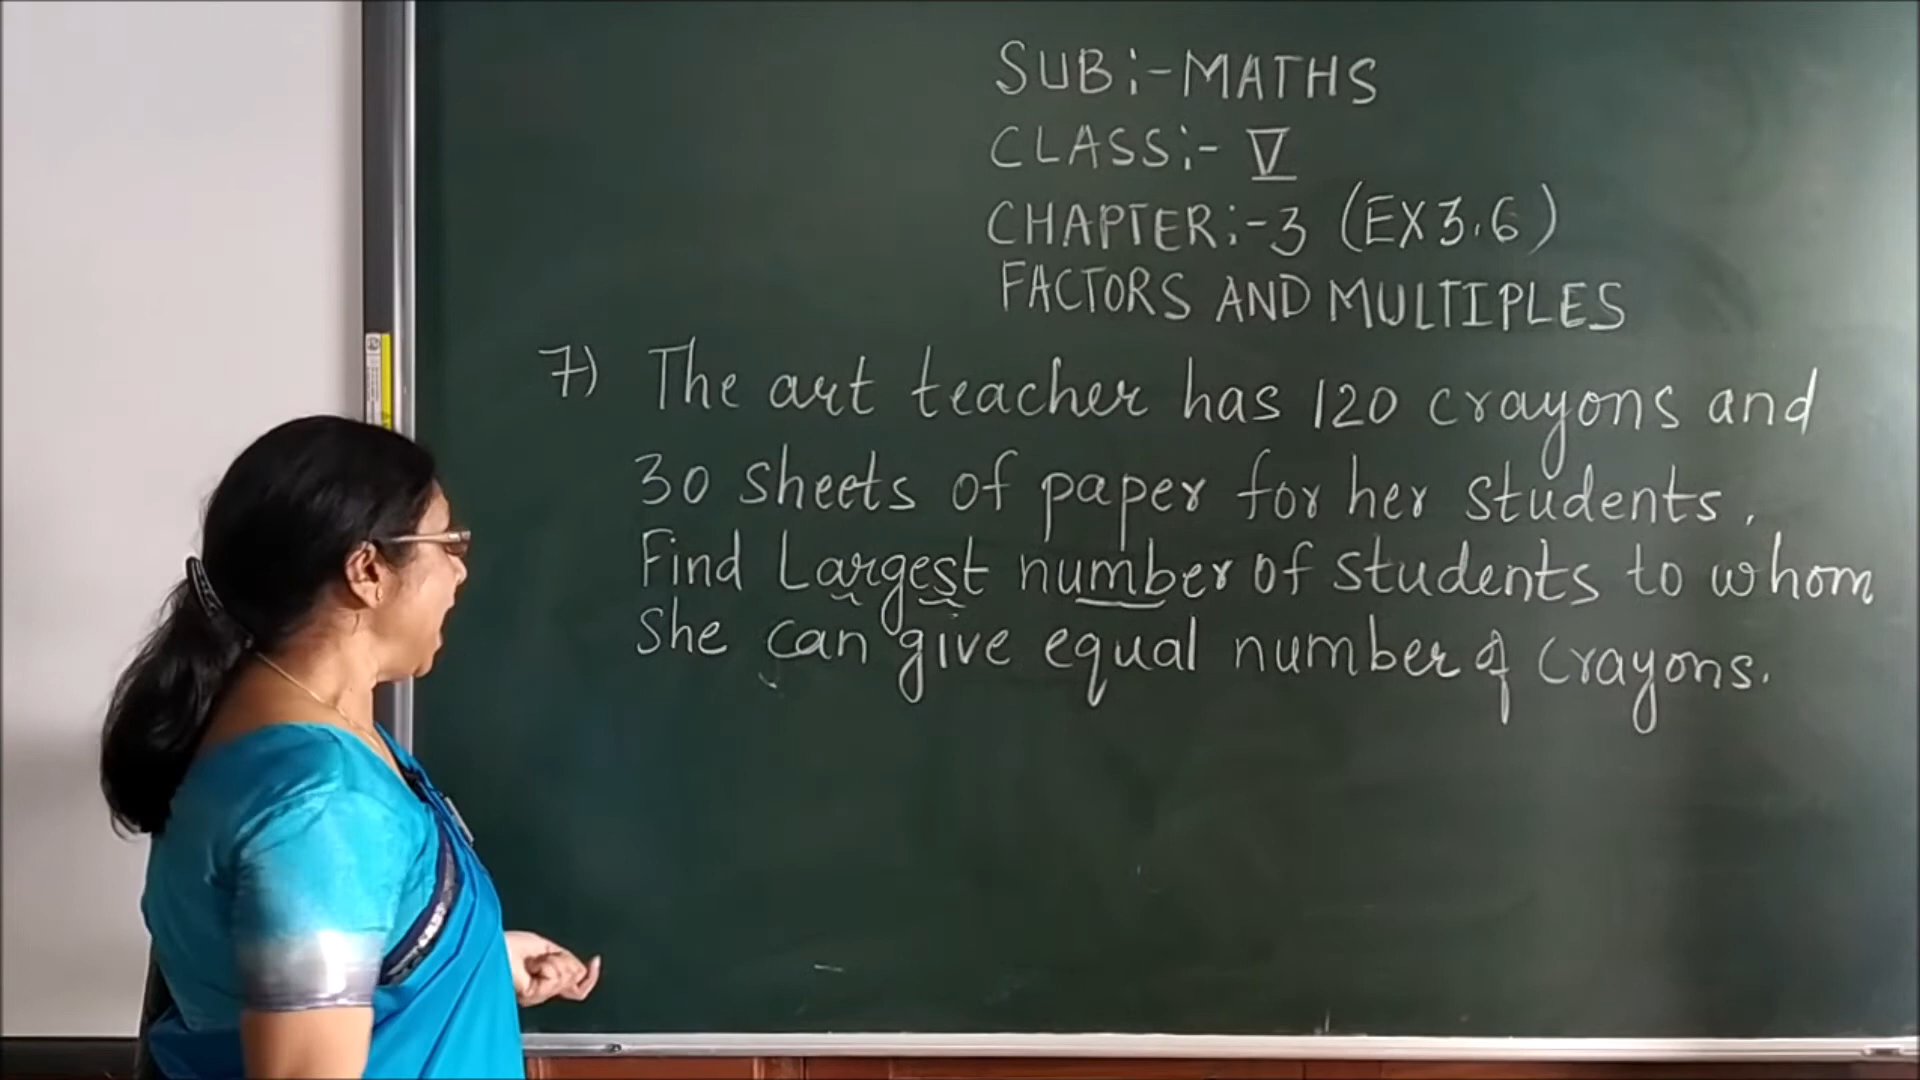 SUB:-MATHS
CLASS:- V
CHAPTER:-3 (EX 3.6)
FACTORS AND MULTIPLES
7) The art teacher has 120 crayons and
30 sheets of paper for her students.
Find Largest number of students to whom
She can give equal number of crayons.